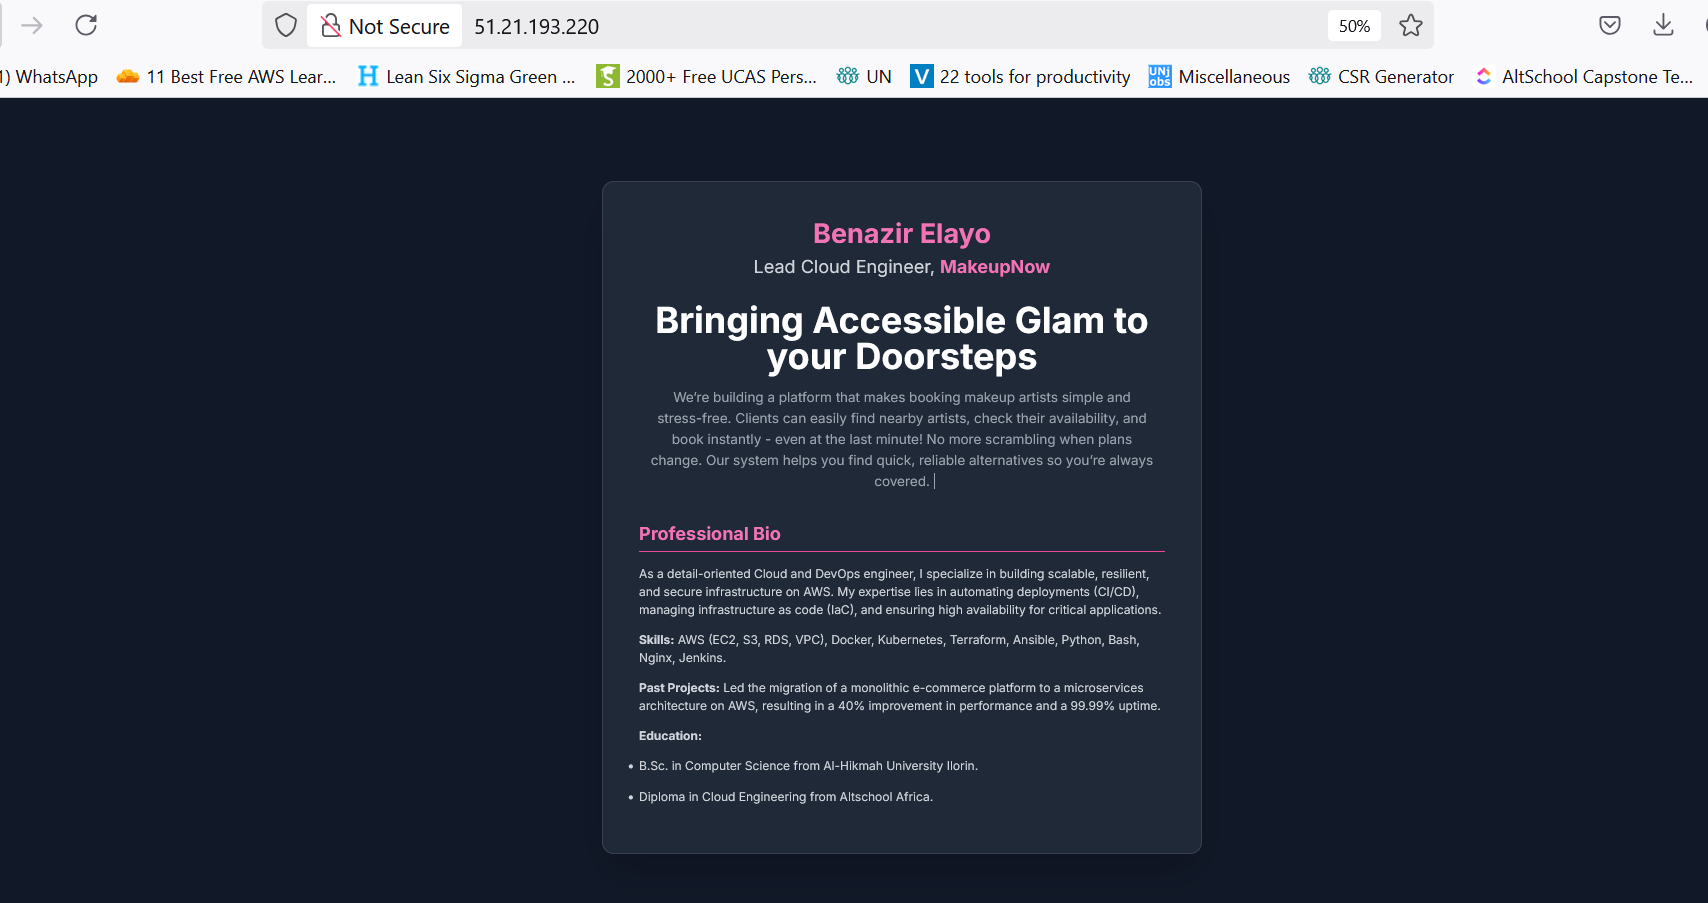 Not Secure 51.21.193.220 50%
1) WhatsApp 11 Best Free AWS Lear... Lean Six Sigma Green ... 2000+ Free UCAS Pers... UN 22 tools for productivity Miscellaneous CSR Generator AltSchool Capstone Te...
Benazir Elayo
Lead Cloud Engineer, MakeupNow
Bringing Accessible Glam to
your Doorsteps
We're building a platform that makes booking makeup artists simple and
stress-free. Clients can easily find nearby artists, check their availability, and
book instantly - even at the last minute! No more scrambling when plans
change. Our system helps you find quick, reliable alternatives so you're always
covered.
Professional Bio
As a detail-oriented Cloud and DevOps engineer, I specialize in building scalable, resilient,
and secure infrastructure on AWS. My expertise lies in automating deployments (CI/CD),
managing infrastructure as code (IaC), and ensuring high availability for critical applications.
Skills: AWS (EC2, S3, RDS, VPC), Docker, Kubernetes, Terraform, Ansible, Python, Bash,
Nginx, Jenkins.
Past Projects: Led the migration of a monolithic e-commerce platform to a microservices
architecture on AWS, resulting in a 40% improvement in performance and a 99.99% uptime.
Education:
• B.Sc. in Computer Science from Al-Hikmah University Ilorin.
• Diploma in Cloud Engineering from Altschool Africa.